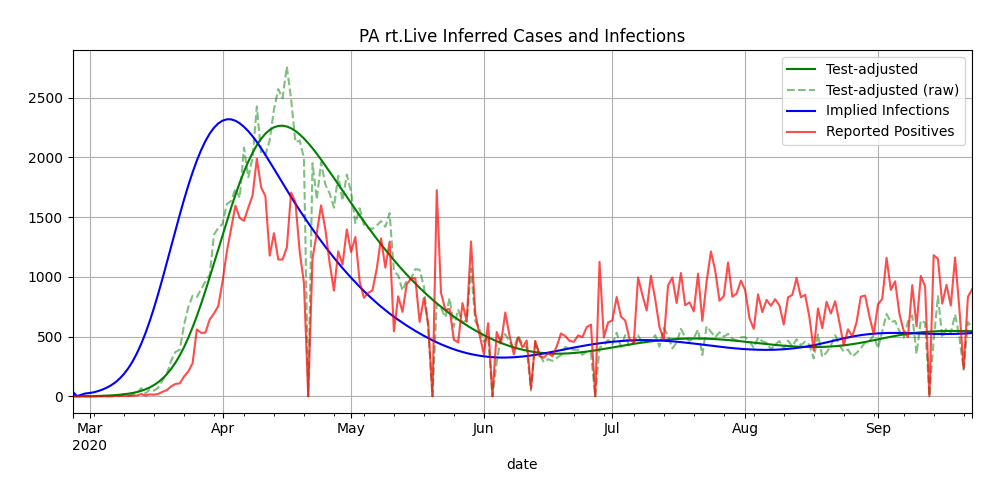 PA rt.Live Inferred Cases and Infections
Test-adjusted
Test-adjusted (raw)
Implied Infections
Reported Positives
2500
2000
1500
1000
500
0
Mar Apr May Jun Jul Aug Sep
2020
date